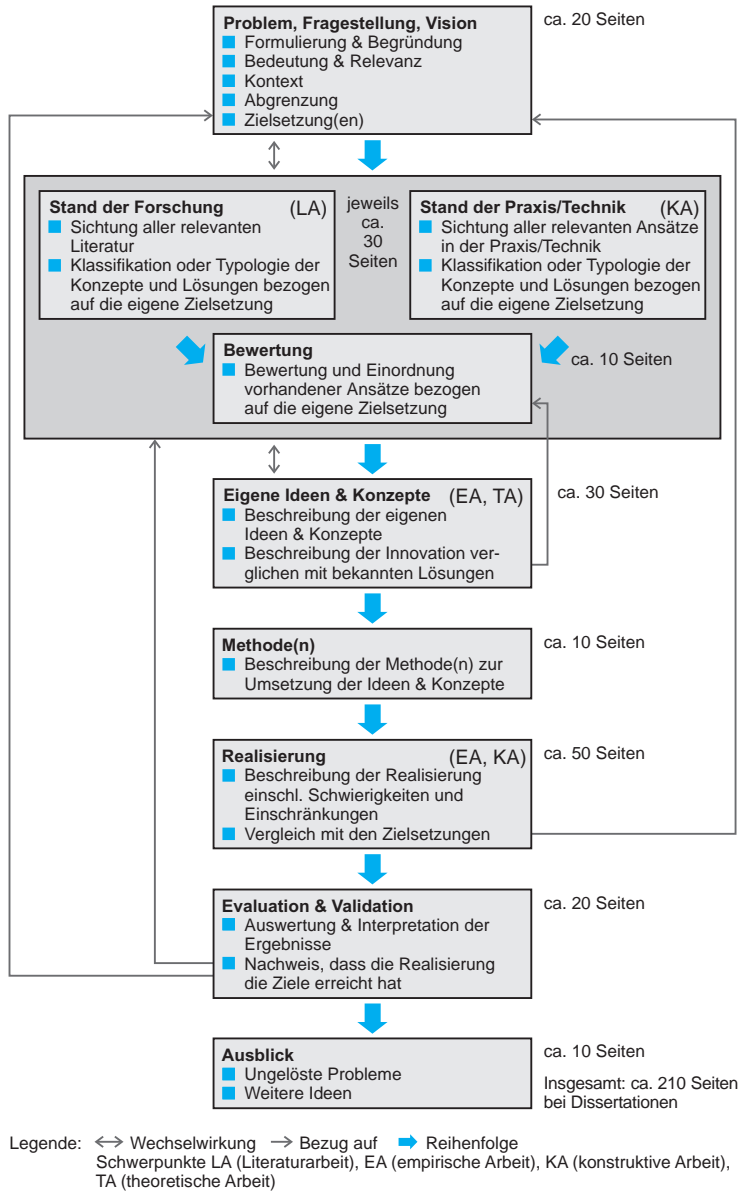 Problem, Fragestellung, Vision
Formulierung & Begründung
Bedeutung & Relevanz
Kontext
Abgrenzung
Zielsetzung(en)
ca. 20 Seiten
Stand der Forschung (LA)
Sichtung aller relevanten
Literatur
Klassifikation oder Typologie der
Konzepte und Lösungen bezogen
auf die eigene Zielsetzung
jeweils
ca.
30
Seiten
Stand der Praxis/Technik (KA)
Sichtung aller relevanten Ansätze
in der Praxis/Technik
Klassifikation oder Typologie der
Konzepte und Lösungen bezogen
auf die eigene Zielsetzung
Bewertung
Bewertung und Einordnung
vorhandener Ansätze bezogen
auf die eigene Zielsetzung
ca. 10 Seiten
Eigene Ideen & Konzepte (EA, TA)
Beschreibung der eigenen
Ideen & Konzepte
Beschreibung der Innovation ver-
glichen mit bekannten Lösungen
ca. 30 Seiten
Methode(n)
Beschreibung der Methode(n) zur
Umsetzung der Ideen & Konzepte
ca. 10 Seiten
Realisierung (EA, KA)
Beschreibung der Realisierung
einschl. Schwierigkeiten und
Einschränkungen
Vergleich mit den Zielsetzungen
ca. 50 Seiten
Evaluation & Validation
Auswertung & Interpretation der
Ergebnisse
Nachweis, dass die Realisierung
die Ziele erreicht hat
ca. 20 Seiten
Ausblick
Ungelöste Probleme
Weitere Ideen
ca. 10 Seiten
Insgesamt: ca. 210 Seiten
bei Dissertationen
Legende: Wechselwirkung Bezug auf Reihenfolge
Schwerpunkte LA (Literaturarbeit), EA (empirische Arbeit), KA (konstruktive Arbeit),
TA (theoretische Arbeit)